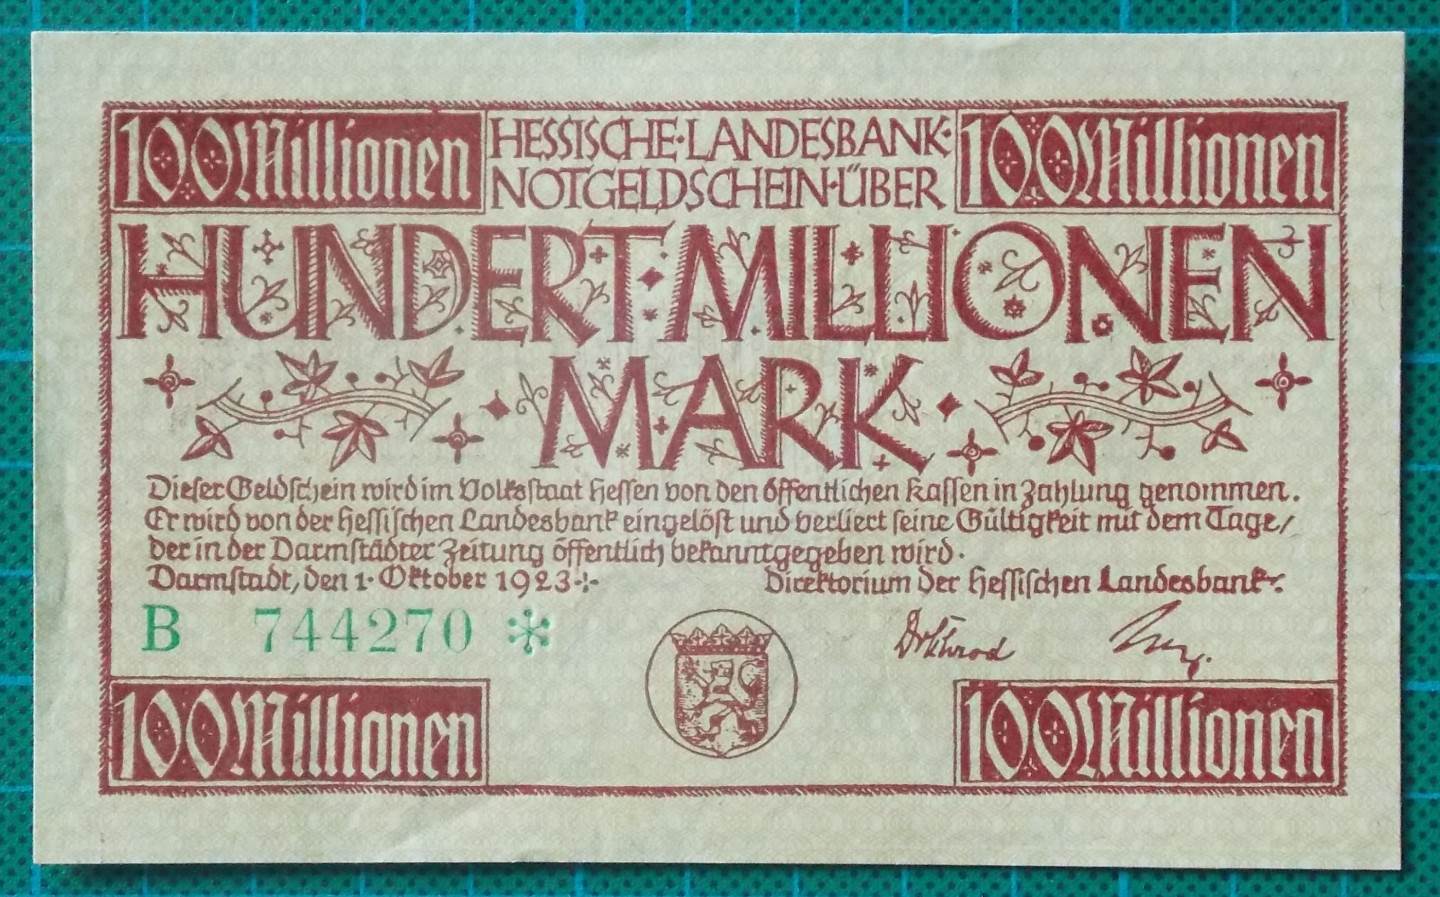 100 Millionen
HESSISCHE·LANDESBANK·
NOTGELDSCHEIN·ÜBER
100 Millionen
HUNDERT·MILLIONEN
·MARK·
Dieser Geldschein wird im Volksstaat Hessen von den öffentlichen Kassen in Zahlung genommen.
Er wird von der Hessischen Landesbank eingelöst und verliert seine Gültigkeit mit dem Tage/
der in der Darmstädter Zeitung öffentlich bekanntgegeben wird.
Darmstadt, den 1. Oktober 1923
Direktorium der Hessischen Landesbank
B 744270 *
100 Millionen
100 Millionen